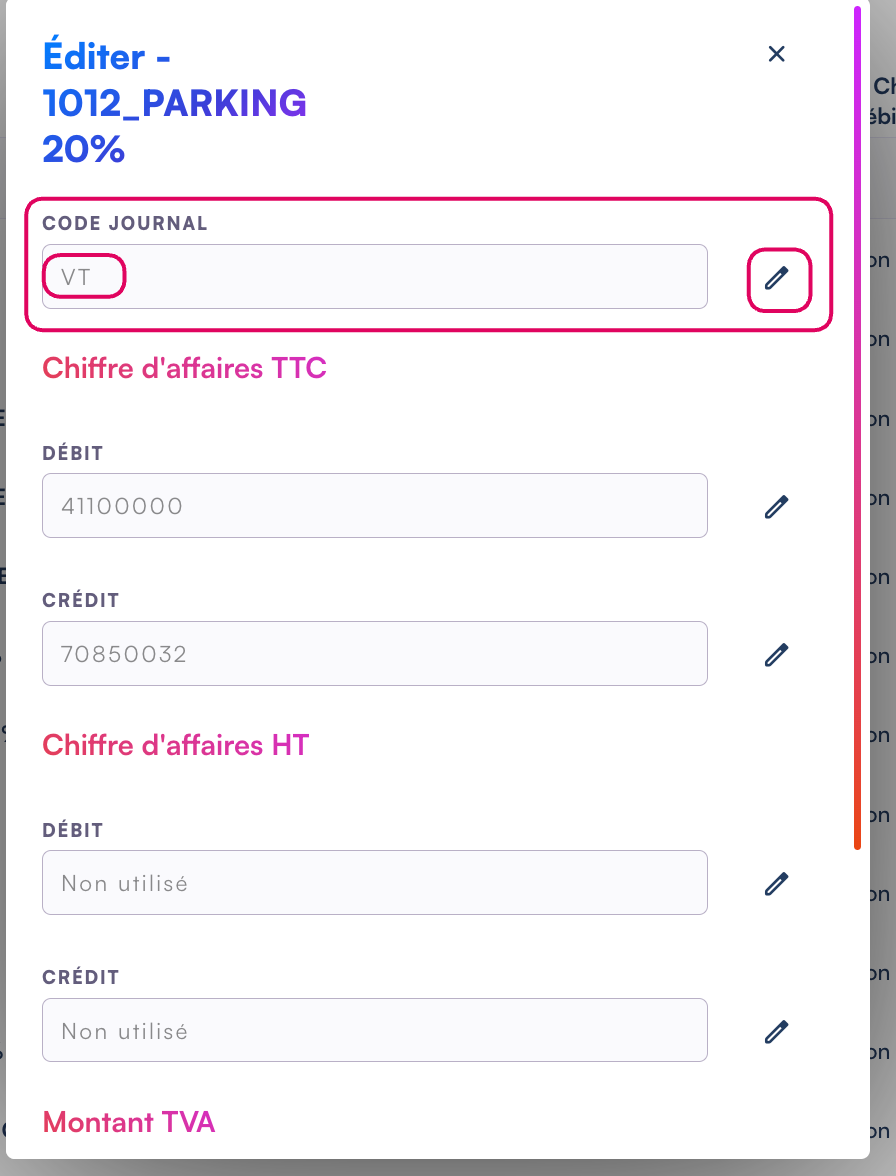 Éditer -
1012_PARKING
20%
CODE JOURNAL
VT
Chiffre d'affaires TTC
DÉBIT
41100000
CRÉDIT
70850032
Chiffre d'affaires HT
DÉBIT
Non utilisé
CRÉDIT
Non utilisé
Montant TVA